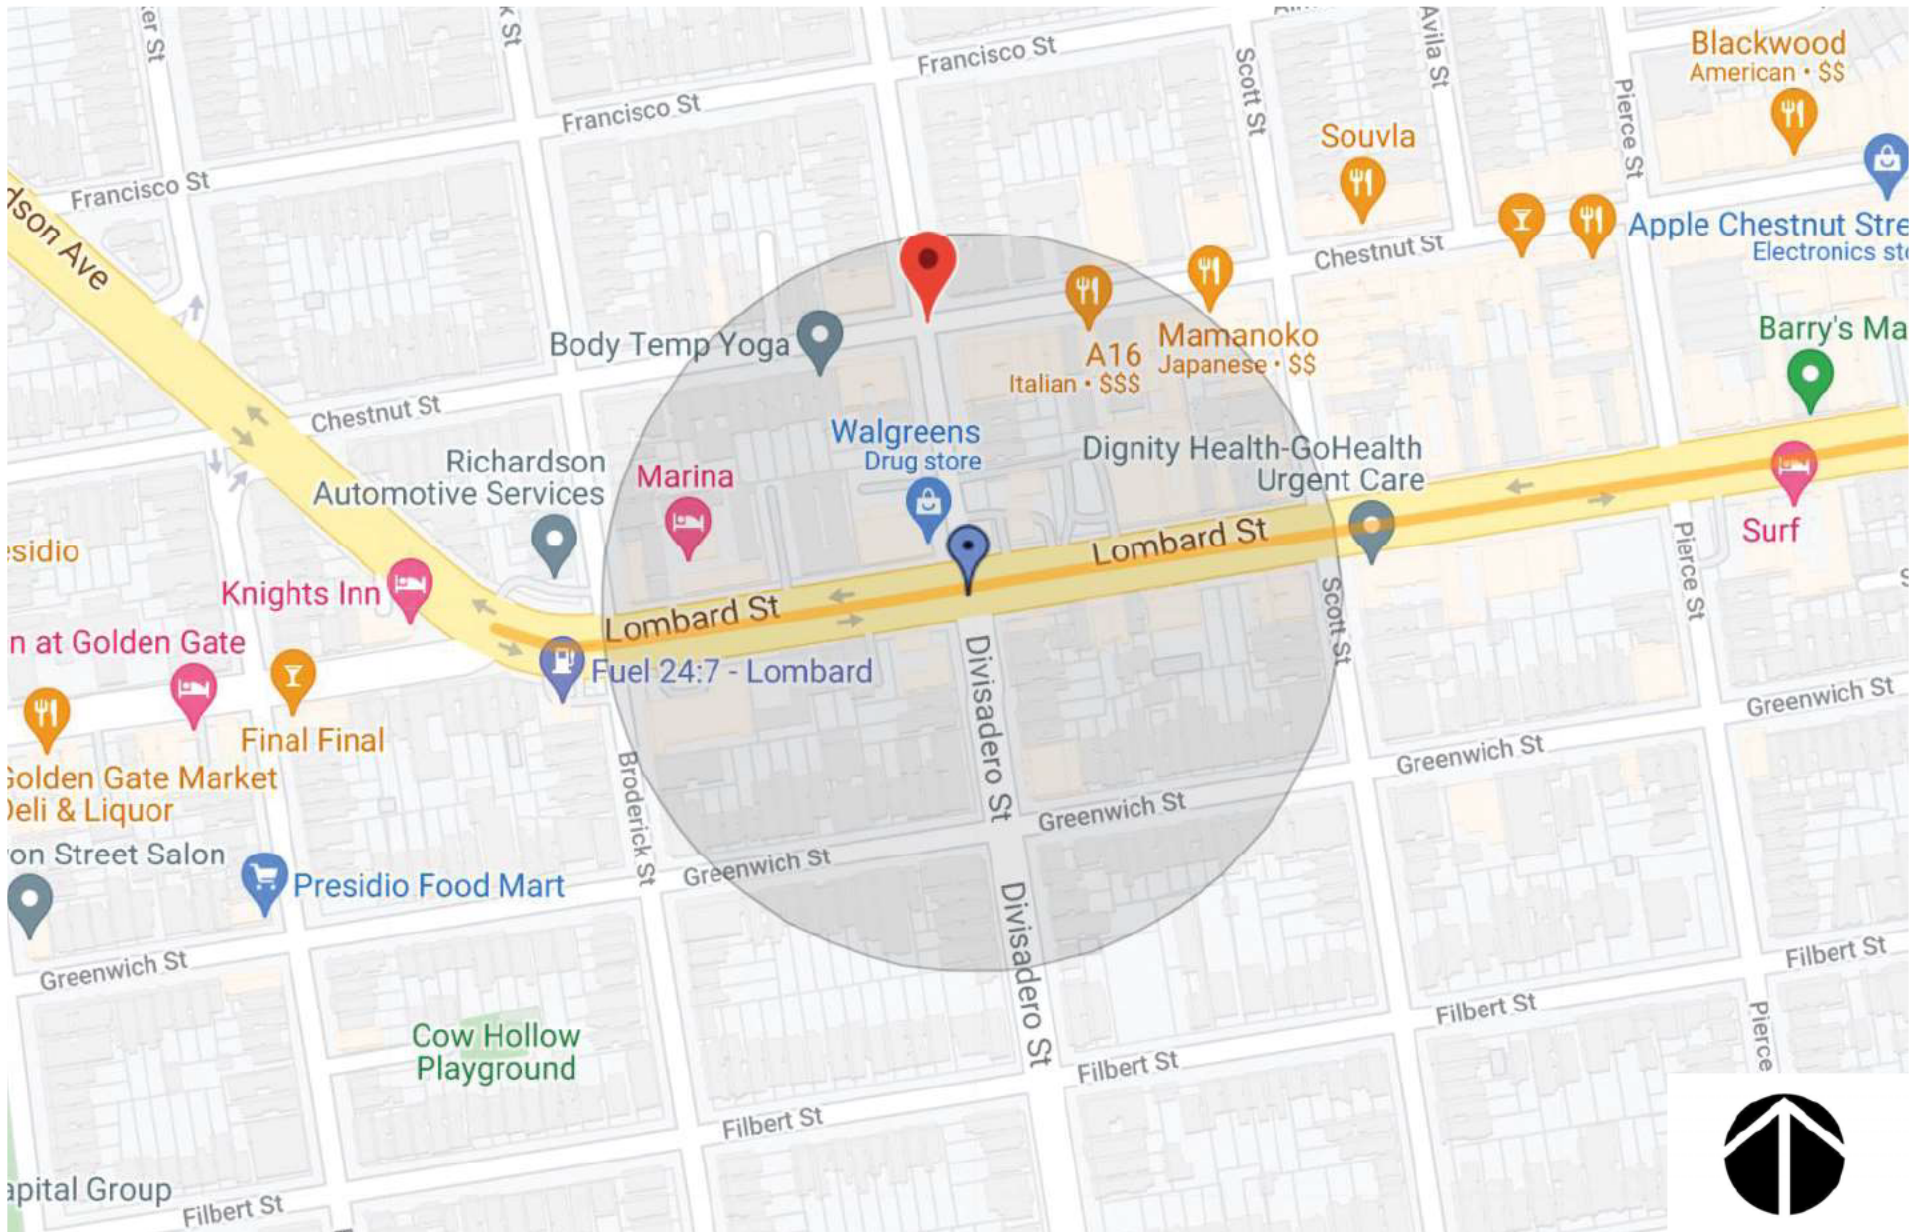 Francisco St
Scott St
Avila St
Pierce St
Blackwood
American • $$
Francisco St
Souvla
Francisco St
Apple Chestnut
Electronics
Chestnut St
Body Temp Yoga
A16
Italian • $$$
Mamanoko
Japanese • $$
Barry's
Chestnut St
Walgreens
Drug store
Dignity Health-GoHealth
Urgent Care
Richardson
Automotive Services
Marina
Lombard St
Surf
Pierce St
Knights Inn
Lombard St
Scott St
n at Golden Gate
Fuel 24:7 - Lombard
Divisadero St
Greenwich St
Final Final
Golden Gate Market
Deli & Liquor
Broderick St
Greenwich St
Greenwich St
on Street Salon
Greenwich St
Presidio Food Mart
Divisadero St
Filbert St
Greenwich St
Filbert St
Pierce
Cow Hollow
Playground
Filbert St
Filbert St
apital Group
Filbert St